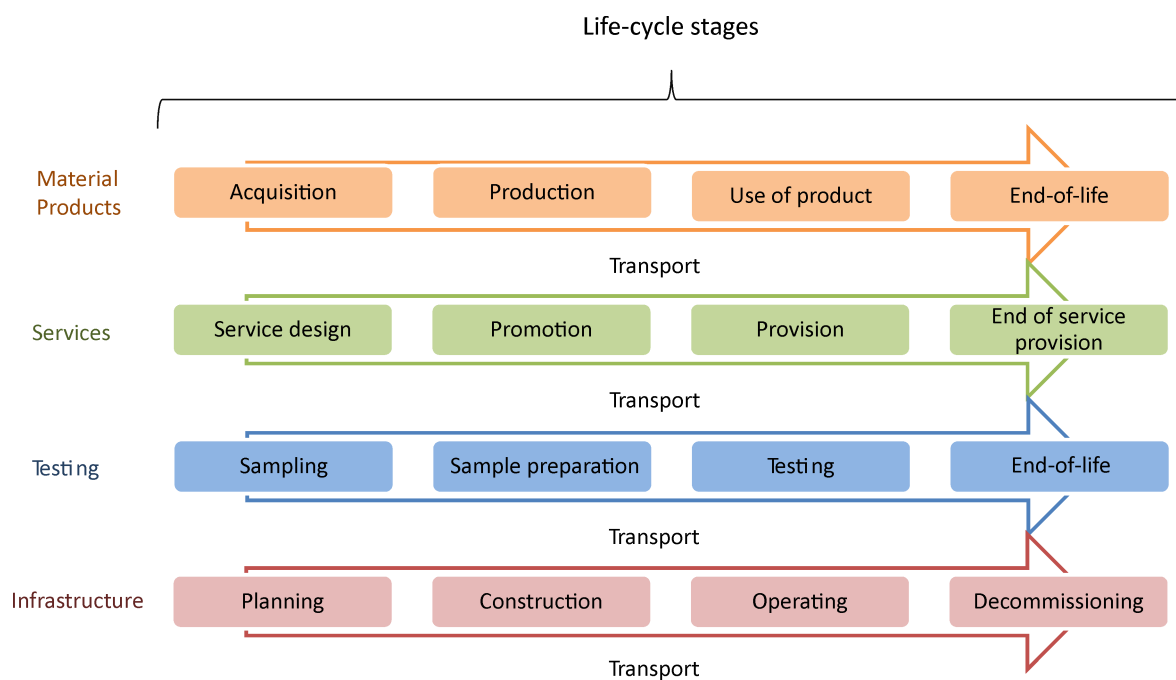 Life-cycle stages
Material
Products
Acquisition
Production
Use of product
End-of-life
Transport
Services
Service design
Promotion
Provision
End of service
provision
Transport
Testing
Sampling
Sample preparation
Testing
End-of-life
Transport
Infrastructure
Planning
Construction
Operating
Decommissioning
Transport